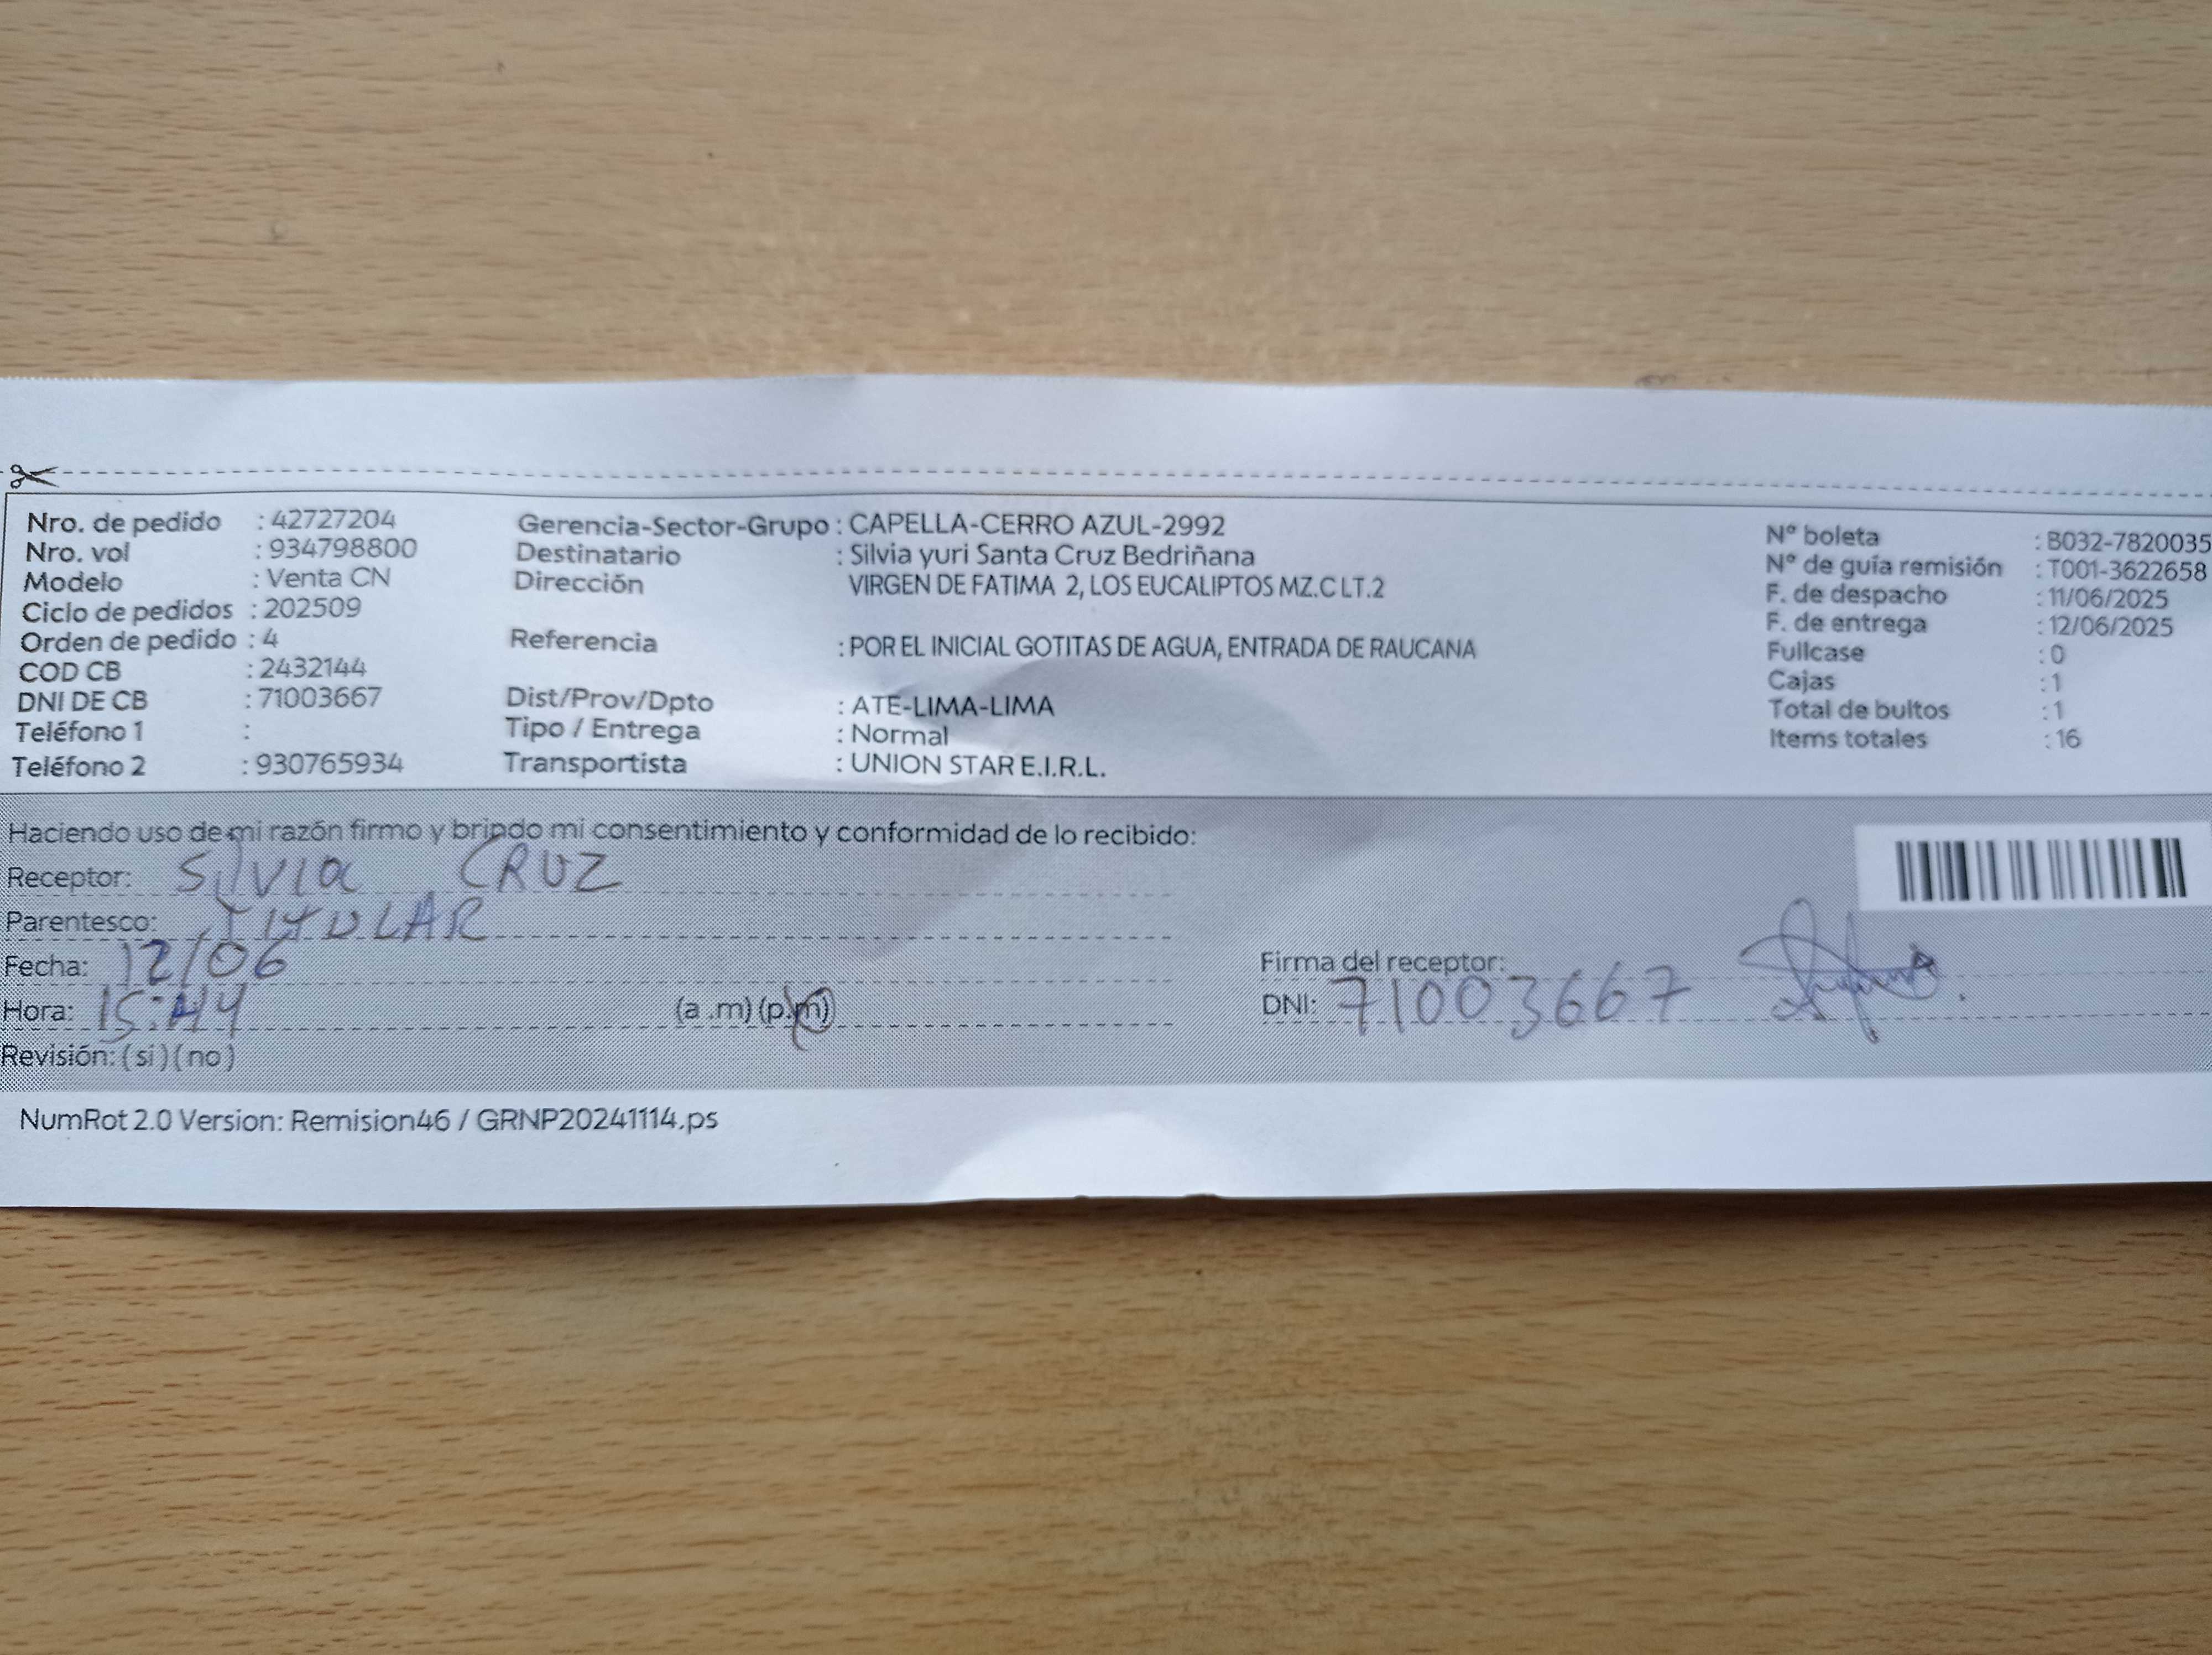 Nro. de pedido : 42727204
Nro. vol : 934798800
Modelo : Venta CN
Ciclo de pedidos : 202509
Orden de pedido : 4
COD CB : 2432144
DNI DE CB : 71003667
Teléfono 1 :
Teléfono 2 : 930765934
Gerencia-Sector-Grupo : CAPELLA-CERRO AZUL-2992
Destinatario : Silvia yuri Santa Cruz Bedriñana
Dirección VIRGEN DE FATIMA 2, LOS EUCALIPTOS MZ.C LT.2
Referencia : POR EL INICIAL GOTITAS DE AGUA, ENTRADA DE RAUCANA
Dist/Prov/Dpto : ATE-LIMA-LIMA
Tipo / Entrega : Normal
Transportista : UNION STAR E.I.R.L.
N° boleta : B032-7820035
N° de guía remisión : T001-3622658
F. de despacho : 11/06/2025
F. de entrega : 12/06/2025
Fullcase : 0
Cajas : 1
Total de bultos : 1
Items totales : 16
Haciendo uso de mi razón firmo y brindo mi consentimiento y conformidad de lo recibido:
Receptor: Silvia CRUZ
Parentesco: TITULAR
Fecha: 12/06
Hora: 15:44 (a .m) (p.m)
Revisión: ( si ) ( no )
Firma del receptor:
DNI: 71003667
NumRot 2.0 Version: Remision46 / GRNP20241114.ps